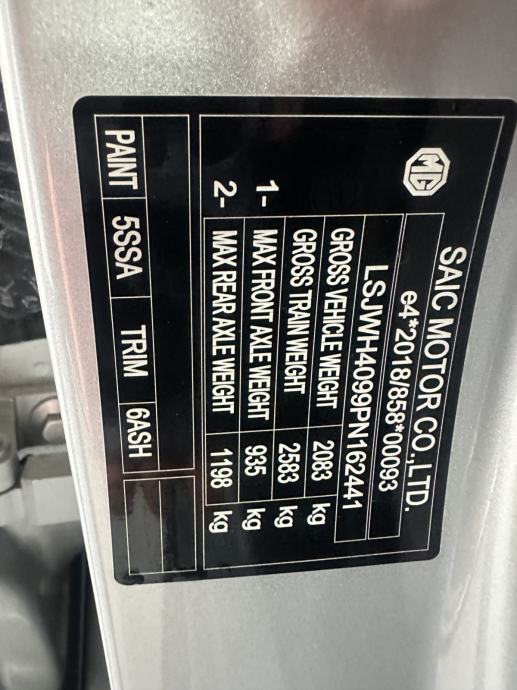 MG
SAIC MOTOR CO.,LTD.
e4*2018/858*00093
LSJWH4099PN162441
GROSS VEHICLE WEIGHT 2083 kg
GROSS TRAIN WEIGHT 2583 kg
1- MAX FRONT AXLE WEIGHT 935 kg
2- MAX REAR AXLE WEIGHT 1198 kg
PAINT 5SSA TRIM 6ASH